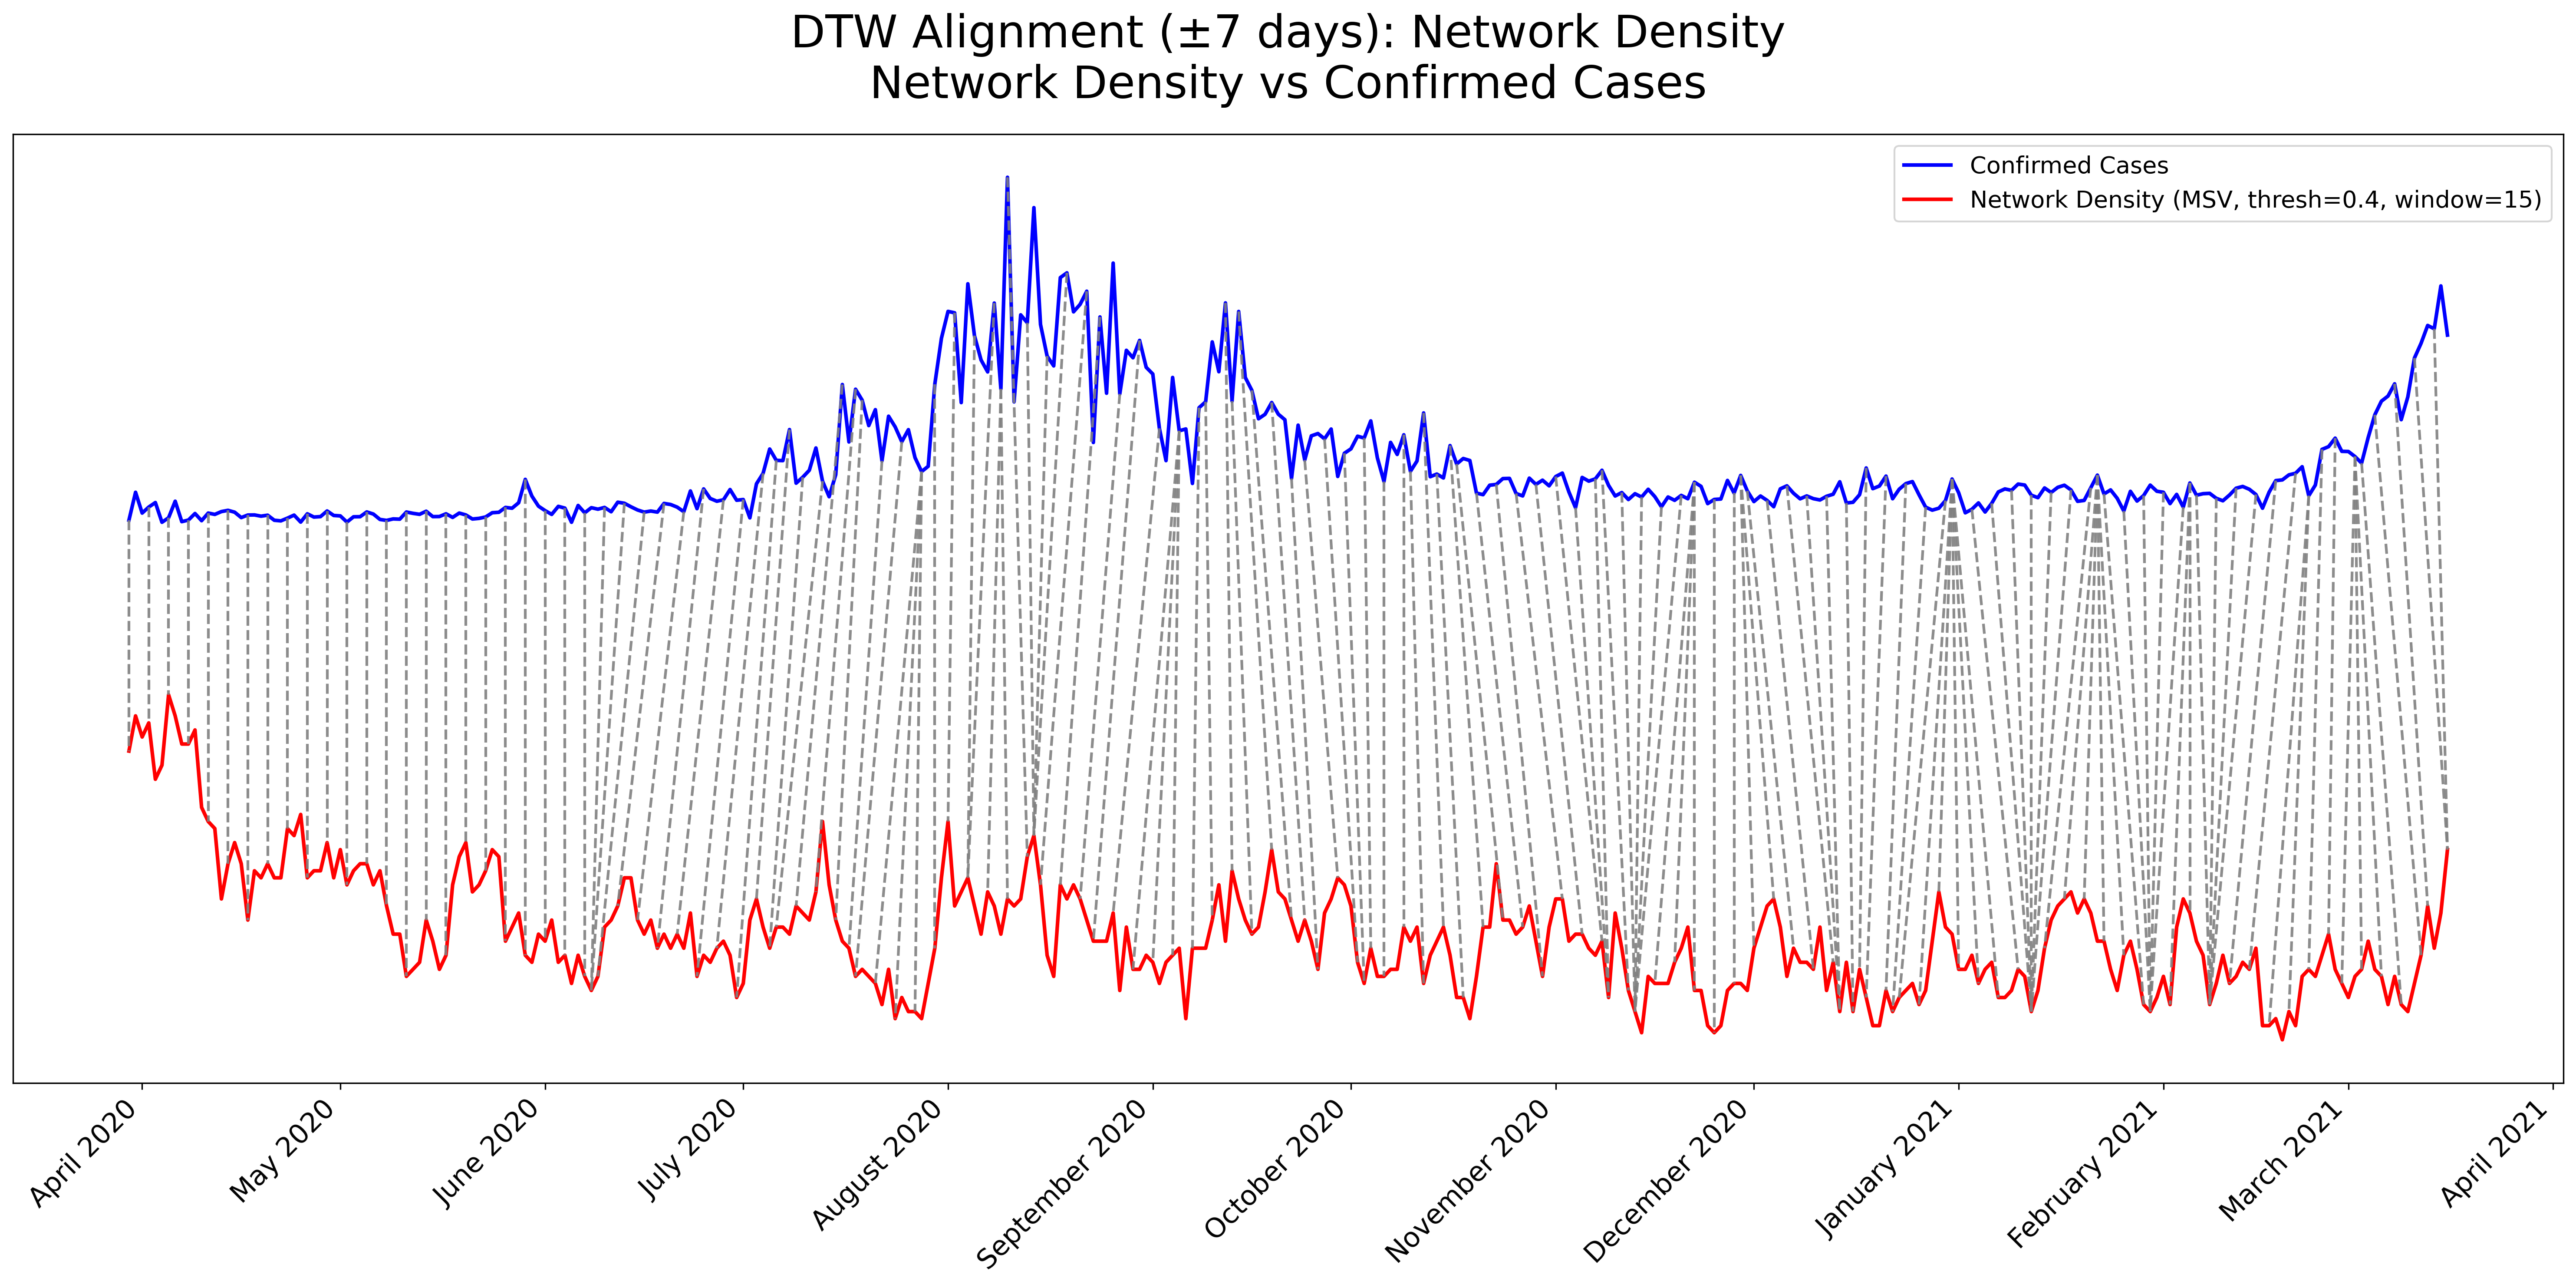 DTW Alignment (±7 days): Network Density
Network Density vs Confirmed Cases
Confirmed Cases
Network Density (MSV, thresh=0.4, window=15)
April 2020
May 2020
June 2020
July 2020
August 2020
September 2020
October 2020
November 2020
December 2020
January 2021
February 2021
March 2021
April 2021